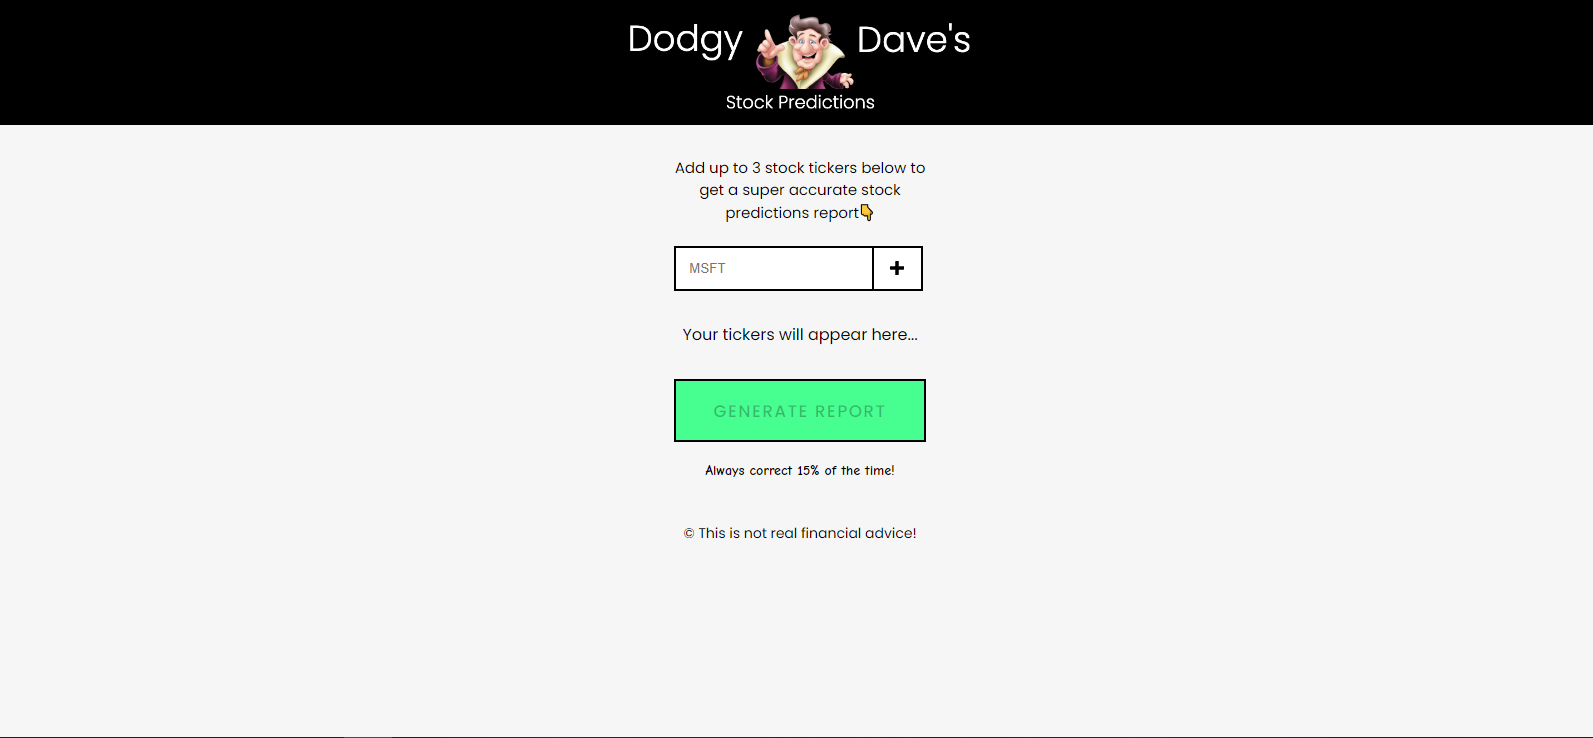 Dodgy Dave's
Stock Predictions
Add up to 3 stock tickers below to
get a super accurate stock
predictions report👇
MSFT
Your tickers will appear here...
GENERATE REPORT
Always correct 15% of the time!
© This is not real financial advice!